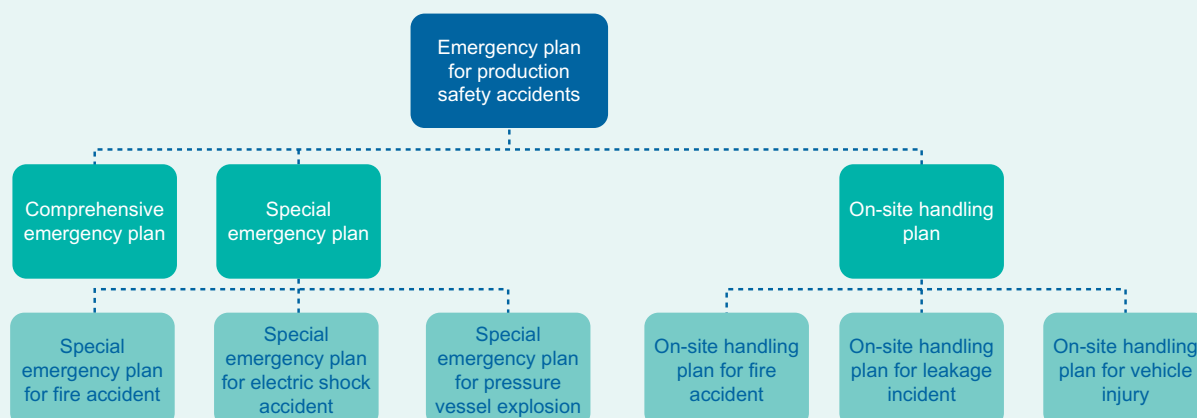 Emergency plan
for production
safety accidents
Comprehensive
emergency plan
Special
emergency plan
On-site handling
plan
Special
emergency plan
for fire accident
Special
emergency plan
for electric shock
accident
Special
emergency plan
for pressure
vessel explosion
On-site handling
plan for fire
accident
On-site handling
plan for leakage
incident
On-site handling
plan for vehicle
injury